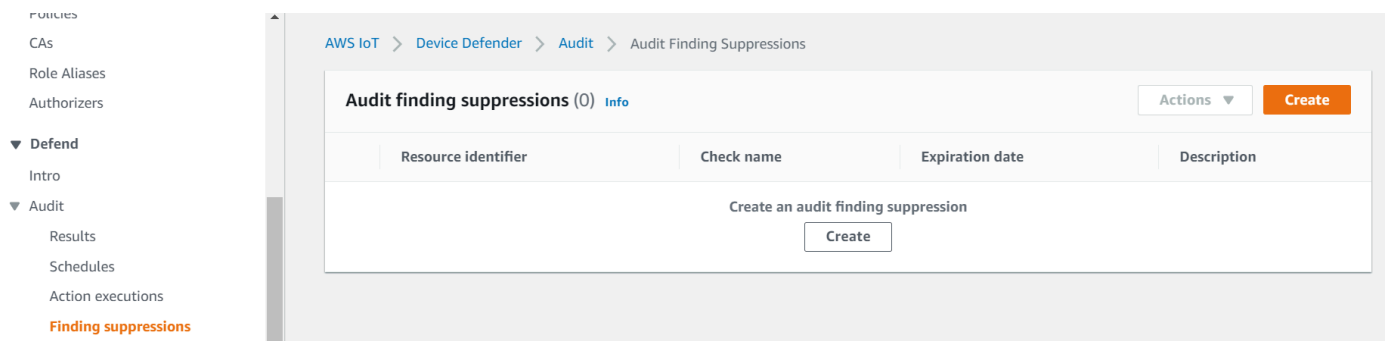 Policies
CAs
Role Aliases
Authorizers
Defend
Intro
Audit
Results
Schedules
Action executions
Finding suppressions
AWS IoT > Device Defender > Audit > Audit Finding Suppressions
Audit finding suppressions (0) Info
Actions
Create
Resource identifier Check name Expiration date Description
Create an audit finding suppression
Create